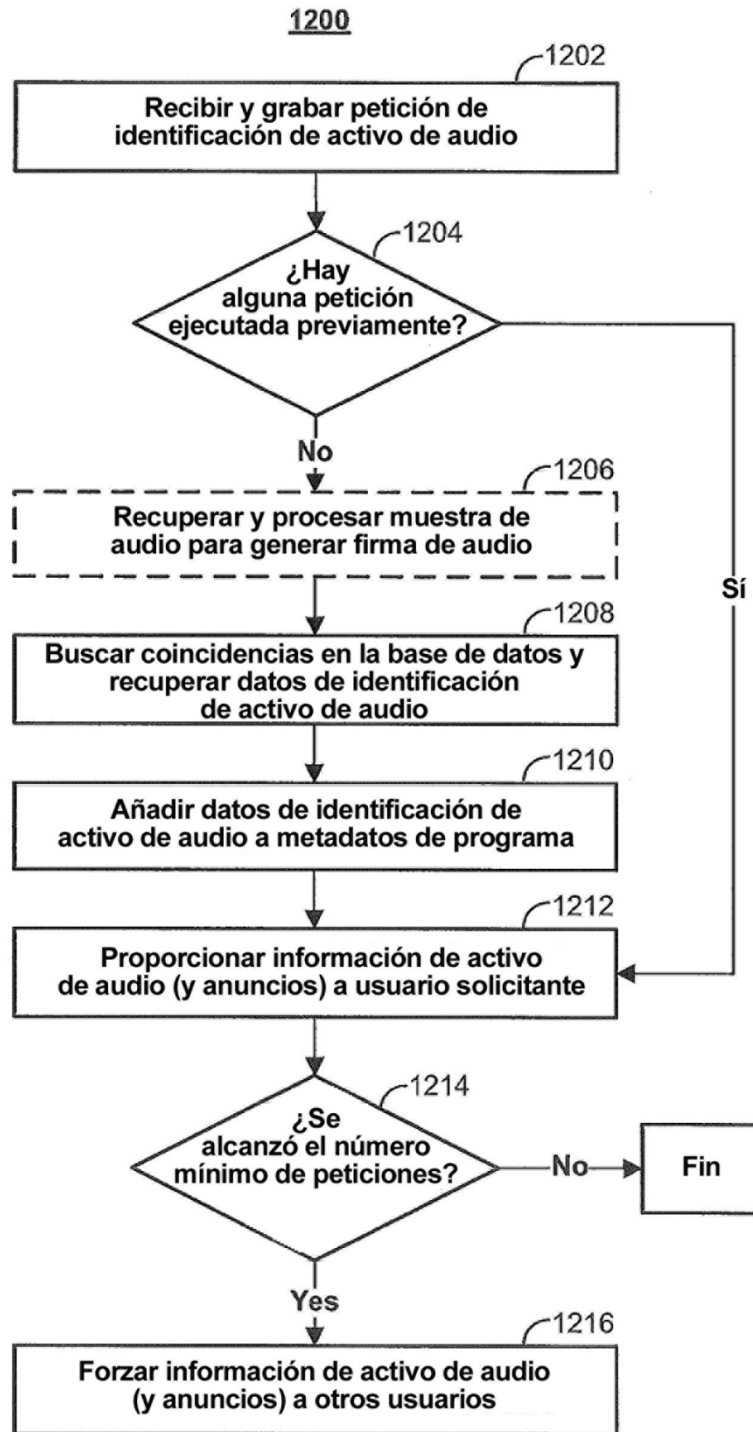 1200
1202
Recibir y grabar petición de
identificación de activo de audio
1204
¿Hay
alguna petición
ejecutada previamente?
No
1206
Recuperar y procesar muestra de
audio para generar firma de audio
Sí
1208
Buscar coincidencias en la base de datos y
recuperar datos de identificación
de activo de audio
1210
Añadir datos de identificación de
activo de audio a metadatos de programa
1212
Proporcionar información de activo
de audio (y anuncios) a usuario solicitante
1214
¿Se
alcanzó el número
mínimo de peticiones?
No
Fin
Yes
1216
Forzar información de activo de audio
(y anuncios) a otros usuarios